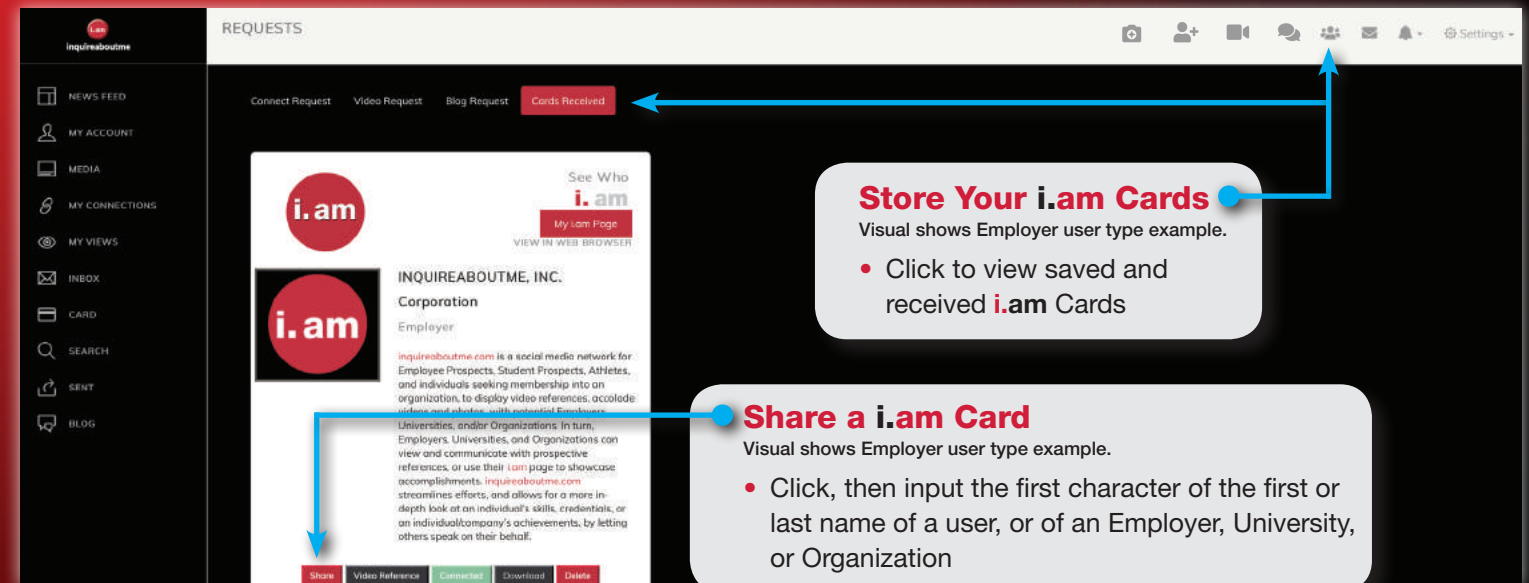 i.am
inquireaboutme
REQUESTS
Settings
NEWS FEED
MY ACCOUNT
MEDIA
MY CONNECTIONS
MY VIEWS
INBOX
CARD
SEARCH
SENT
BLOG
Connect Request Video Request Blog Request Cards Received
i.am
See Who
i. am
My i.am Page
VIEW IN WEB BROWSER
i. am
INQUIREABOUTME, INC.
Corporation
Employer
inquireaboutme.com is a social media network for
Employee Prospects, Student Prospects, Athletes,
and individuals seeking membership into an
organization, to display video references, accolade
videos and photos, with potential Employers,
Universities, and/or Organizations. In turn,
Employers, Universities, and Organizations can
view and communicate with prospective
references, or use their i.am page to showcase
accomplishments. inquireaboutme.com
streamlines efforts, and allows for a more in-
depth look at an individual's skills, credentials, or
an individual/company's achievements, by letting
others speak on their behalf.
Share Video Reference Connected Download Delete
Store Your i.am Cards
Visual shows Employer user type example.
• Click to view saved and
received i.am Cards
Share a i.am Card
Visual shows Employer user type example.
• Click, then input the first character of the first or
last name of a user, or of an Employer, University,
or Organization